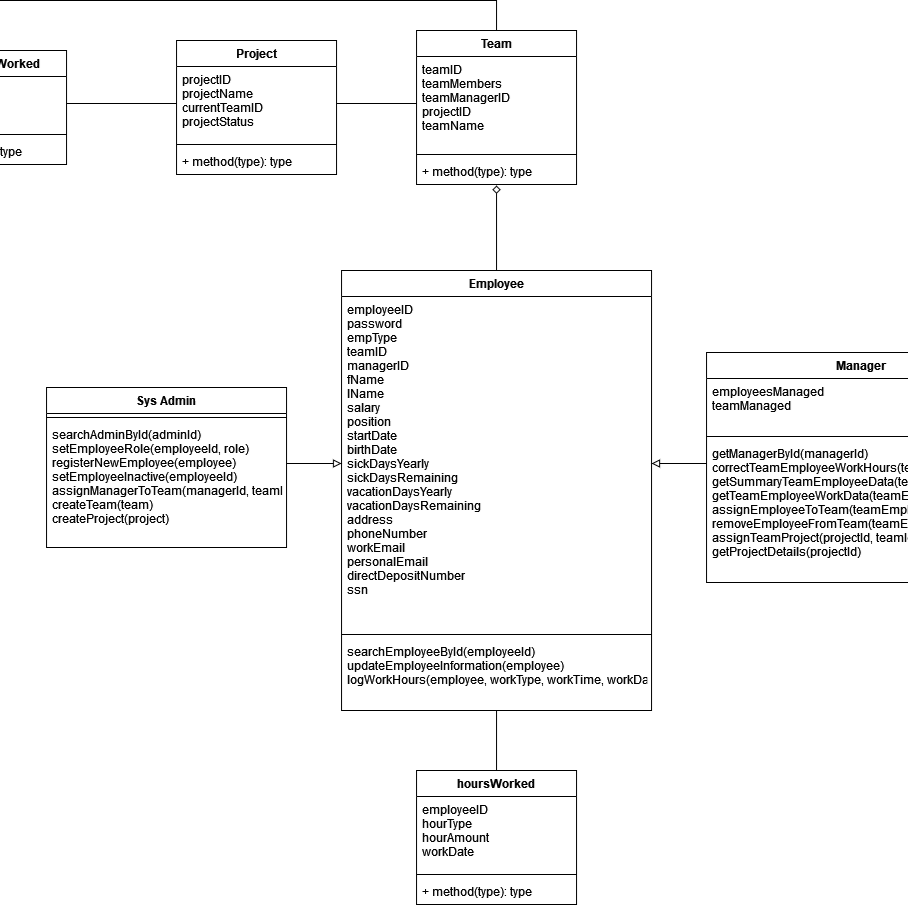 Worked
type
Project
projectID
projectName
currentTeamID
projectStatus
+ method(type): type
Team
teamID
teamMembers
teamManagerID
projectID
teamName
+ method(type): type
Employee
employeeID
password
empType
teamID
managerID
fName
lName
salary
position
startDate
birthDate
sickDaysYearly
sickDaysRemaining
vacationDaysYearly
vacationDaysRemaining
address
phoneNumber
workEmail
personalEmail
directDepositNumber
ssn
searchEmployeeById(employeeId)
updateEmployeeInformation(employee)
logWorkHours(employee, workType, workTime, workDa
Sys Admin
searchAdminById(adminId)
setEmployeeRole(employeeId, role)
registerNewEmployee(employee)
setEmployeeInactive(employeeId)
assignManagerToTeam(managerId, teamI
createTeam(team)
createProject(project)
Manager
employeesManaged
teamManaged
getManagerById(managerId)
correctTeamEmployeeWorkHours(te
getSummaryTeamEmployeeData(te
getTeamEmployeeWorkData(teamE
assignEmployeeToTeam(teamEmpl
removeEmployeeFromTeam(teamE
assignTeamProject(projectId, teamId
getProjectDetails(projectId)
hoursWorked
employeeID
hourType
hourAmount
workDate
+ method(type): type